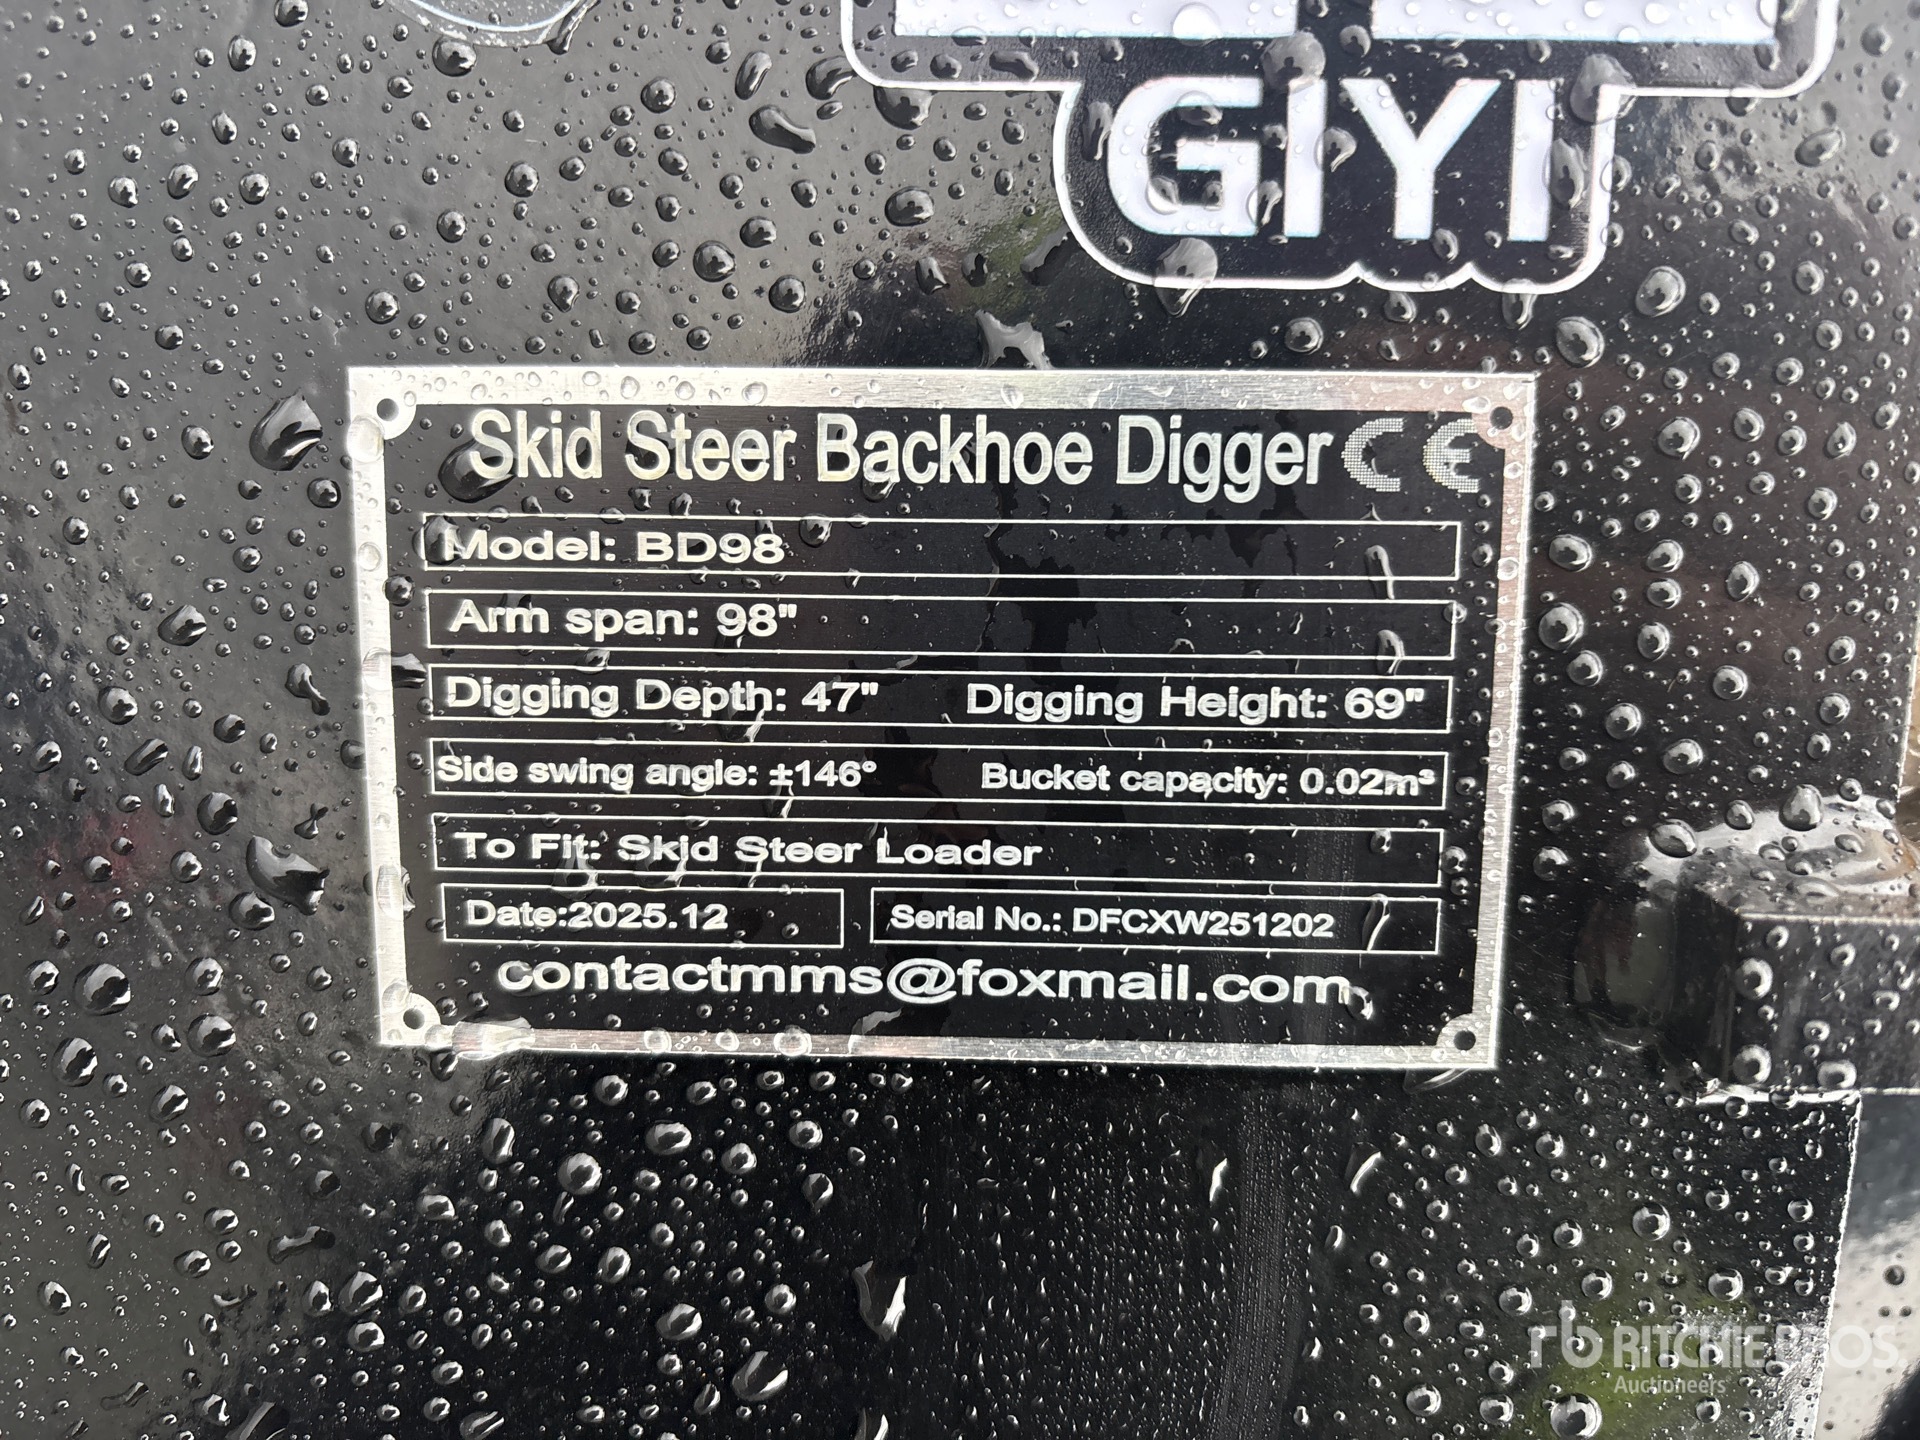 GIYI
Skid Steer Backhoe Digger CE
Model: BD98
Arm span: 98"
Digging Depth: 47" Digging Height: 69"
Side swing angle: ±146° Bucket capacity: 0.02m³
To Fit: Skid Steer Loader
Date:2025.12 Serial No.: DFCXW251202
contactmms@foxmail.com
rb RITCHIE BROS.
Auctioneers